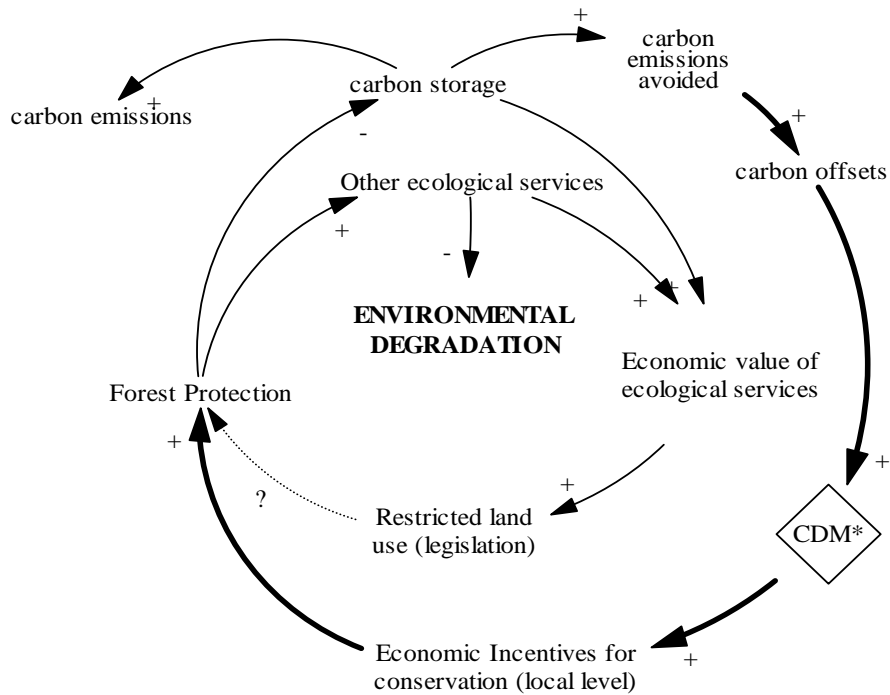 +
carbon
emissions
avoided
carbon storage
+
carbon emissions
+
-
carbon offsets
Other ecological services
+
-
+
+
ENVIRONMENTAL
DEGRADATION
Economic value of
ecological services
Forest Protection
+
+
?
+
Restricted land
use (legislation)
CDM*
Economic Incentives for
conservation (local level)
+